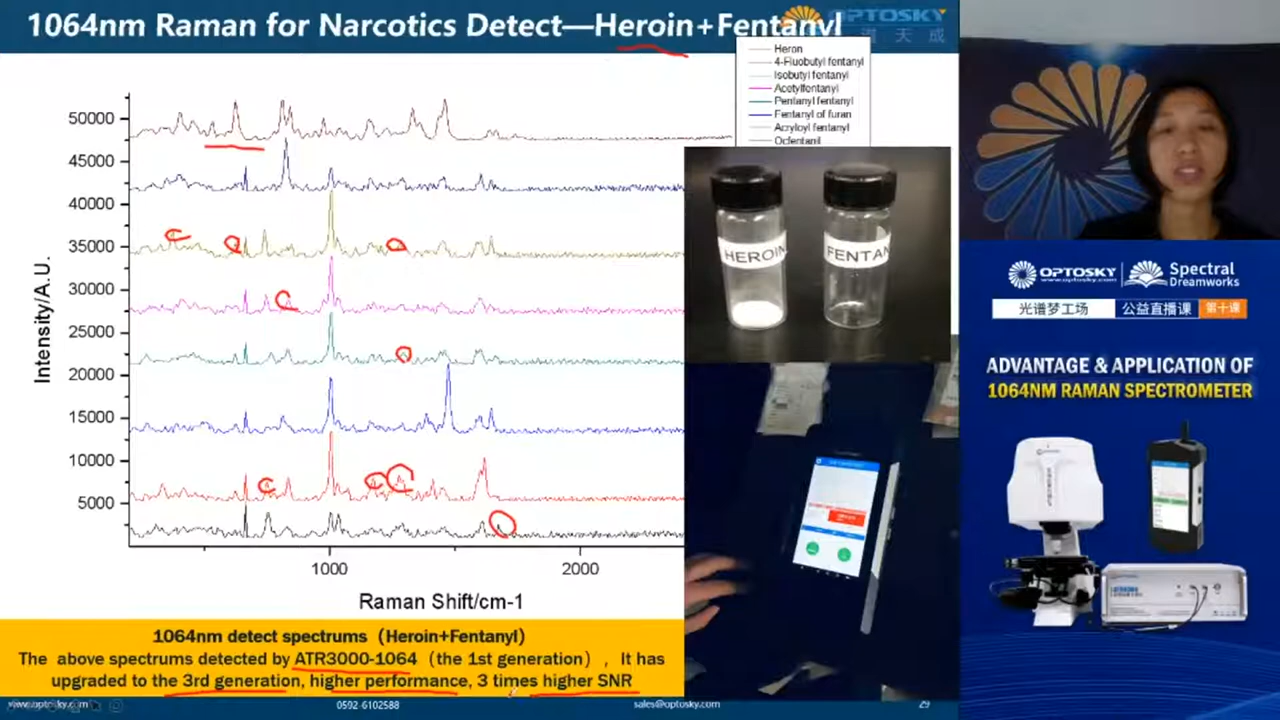 1064nm Raman for Narcotics Detect—Heroin+Fentanyl
OPTOSKY
Heron
4-Fluobutyl fentanyl
Isobutyl fentanyl
Acetylfentanyl
Pentanyl fentanyl
Fentanyl of furan
Acryloyl fentanyl
Ocfentanil
50000
45000
40000
35000
30000
25000
20000
15000
10000
5000
Intensity/A.U.
1000
2000
Raman Shift/cm-1
HEROIN
FENTAN
1064nm detect spectrums（Heroin+Fentanyl）
The above spectrums detected by ATR3000-1064（the 1st generation）, It has
upgraded to the 3rd generation, higher performance, 3 times higher SNR
www.optosky.com
0592-6102588
sales@optosky.com
29
OPTOSKY
Spectral
Dreamworks
光谱梦工场
公益直播课
第十课
ADVANTAGE & APPLICATION OF
1064NM RAMAN SPECTROMETER